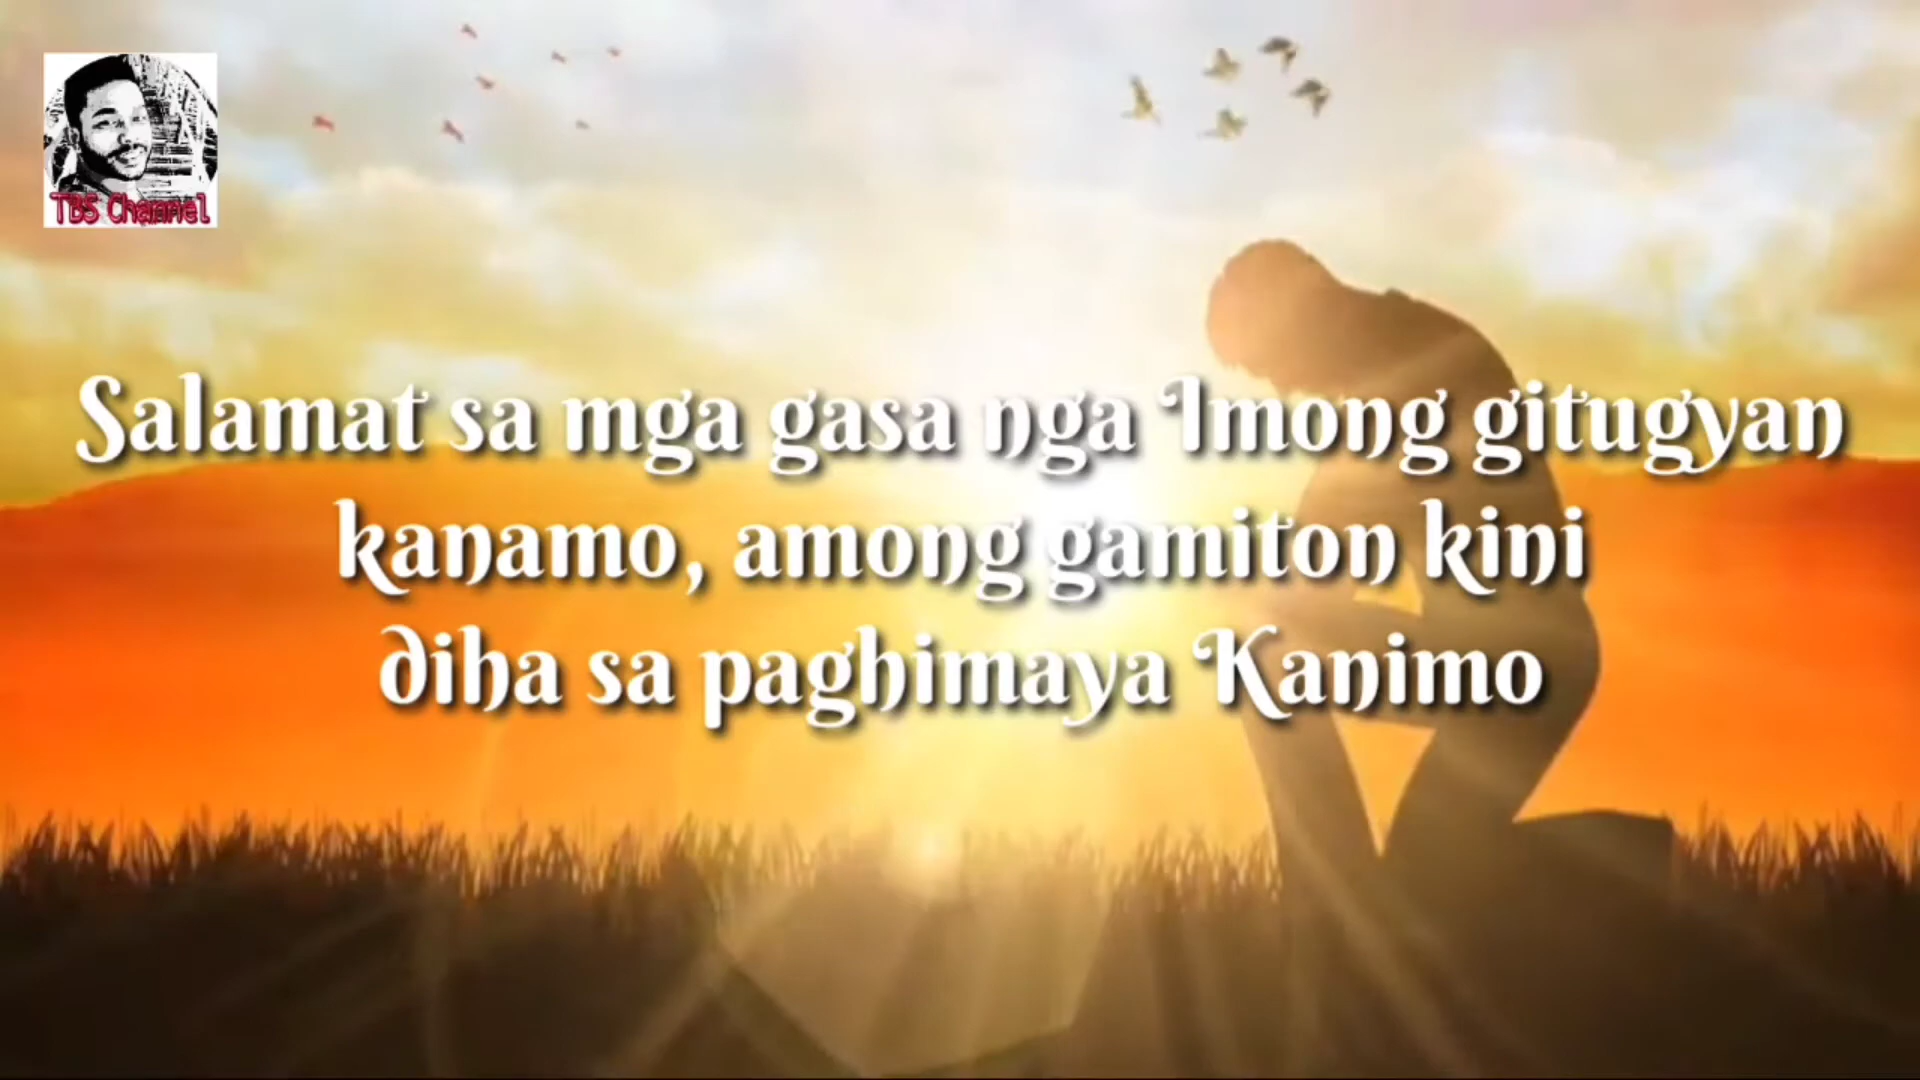 TBS Channel
Salamat sa mga gasa nga Imong gitugyan
kanamo, among gamiton kini
diha sa paghimaya Kanimo